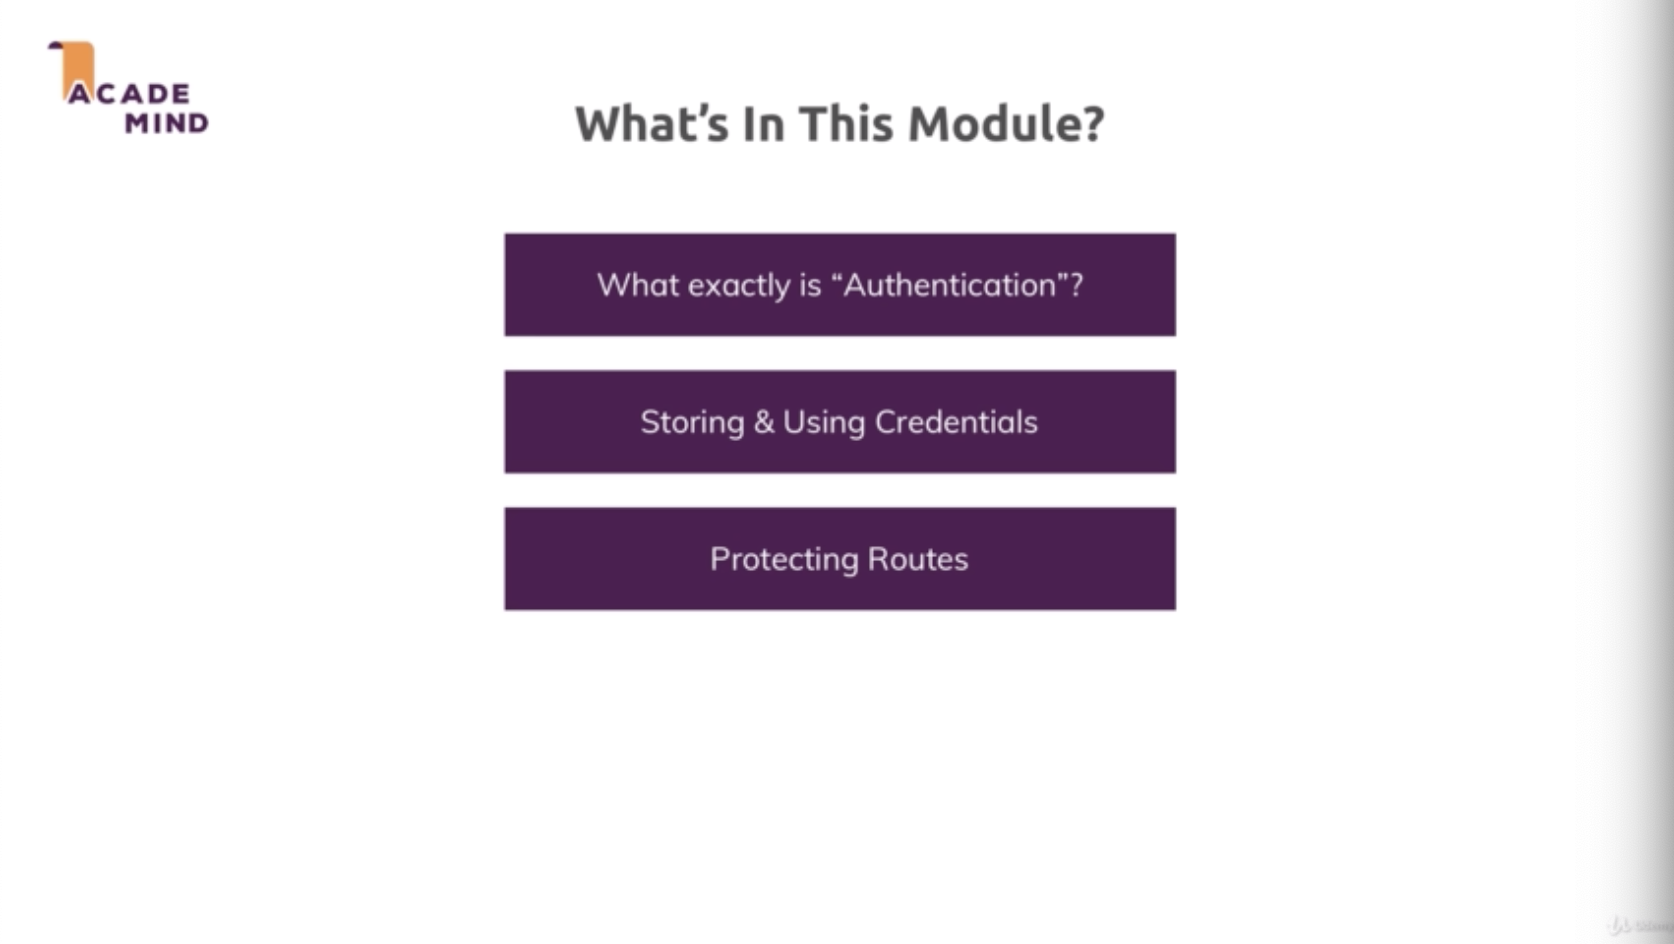 ACADE
MIND
What’s In This Module?
What exactly is “Authentication”?
Storing & Using Credentials
Protecting Routes